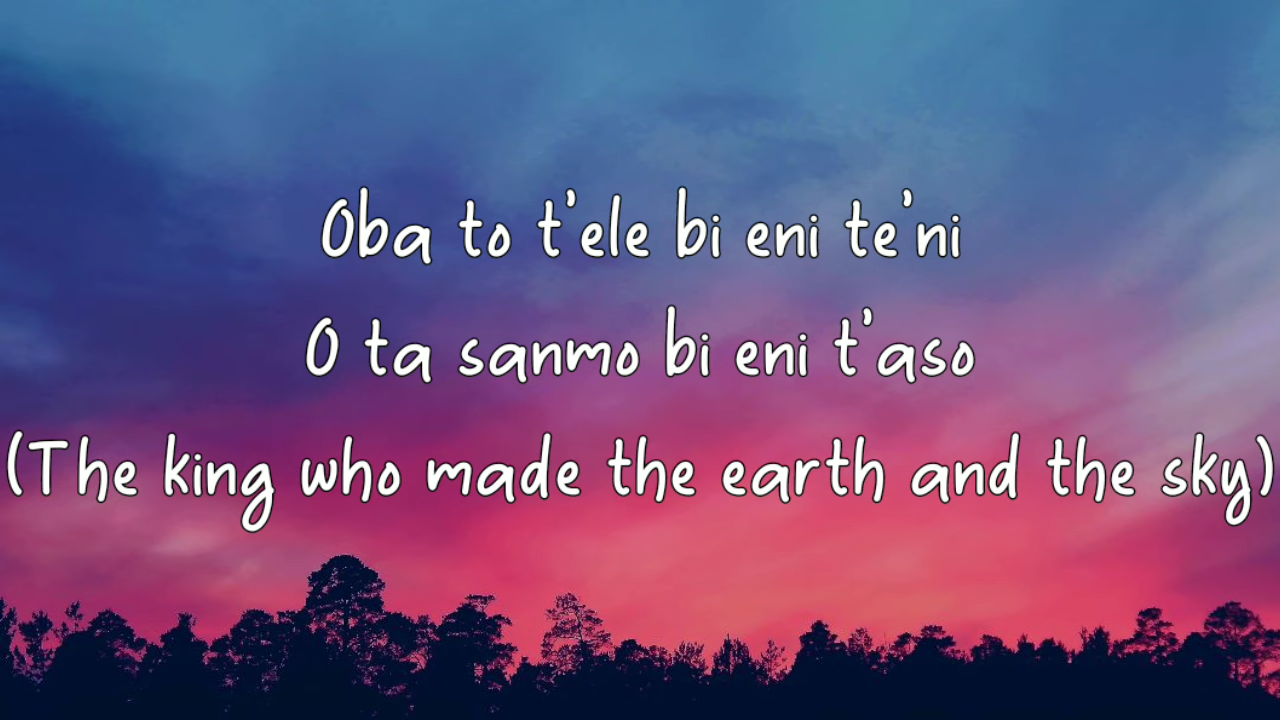 Oba to t'ele bi eni te'ni
O ta sanmo bi eni t'aso
(The king who made the earth and the sky)